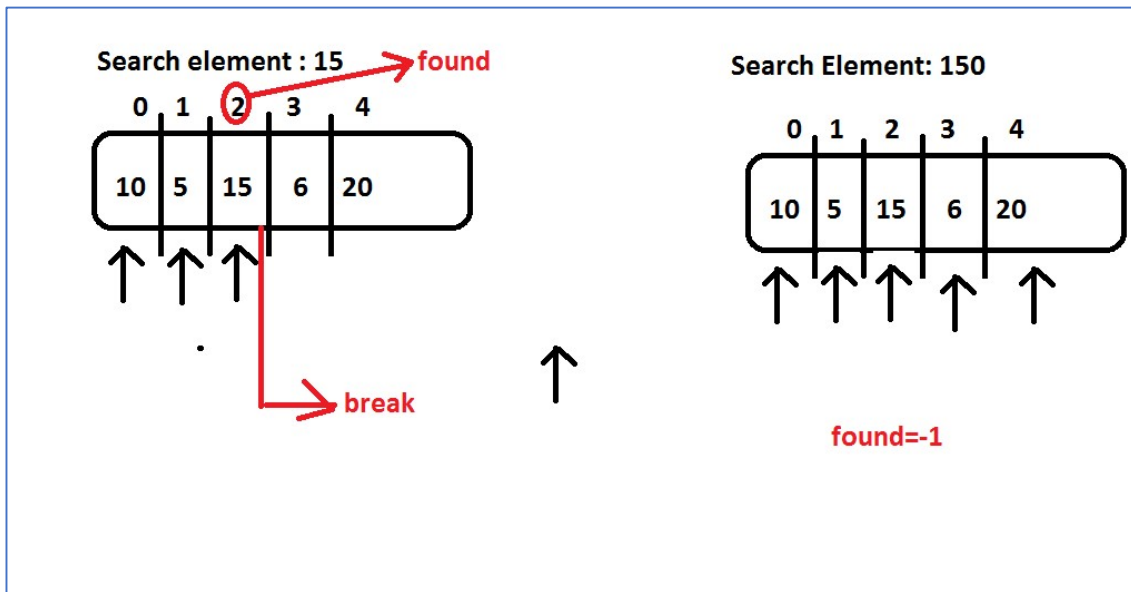 Search element : 15
found
0 1 2 3 4
10 5 15 6 20
break
Search Element: 150
0 1 2 3 4
10 5 15 6 20
found=-1